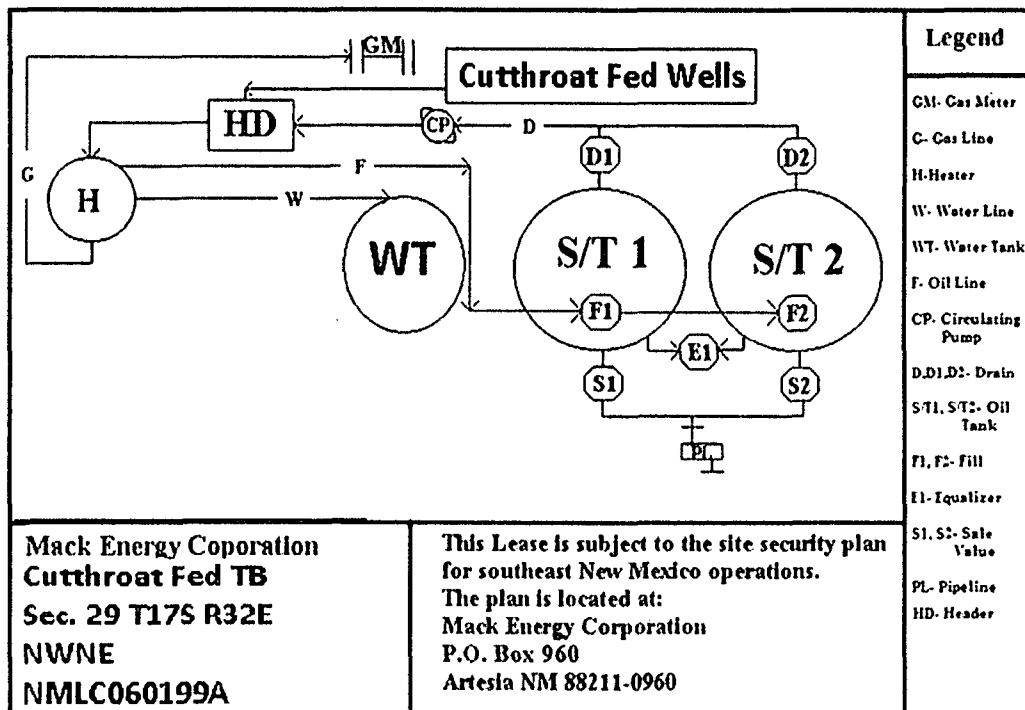 GM
Cutthroat Fed Wells
HD
CP
D
D1
D2
G
H
F
W
WT
S/T 1
S/T 2
F1
F2
E1
S1
S2
Legend
GM- Gas Meter
G- Gas Line
H-Heater
W- Water Line
WT- Water Tank
F- Oil Line
CP- Circulating
Pump
D,D1,D2- Drain
S/T1, S/T2- Oil
Tank
F1, F2- Fill
E1- Equalizer
S1, S2- Sale
Value
PL- Pipeline
HD- Header
Mack Energy Coporation
Cutthroat Fed TB
Sec. 29 T17S R32E
NWNE
NMLC060199A
This Lease is subject to the site security plan
for southeast New Mexico operations.
The plan is located at:
Mack Energy Corporation
P.O. Box 960
Artesia NM 88211-0960